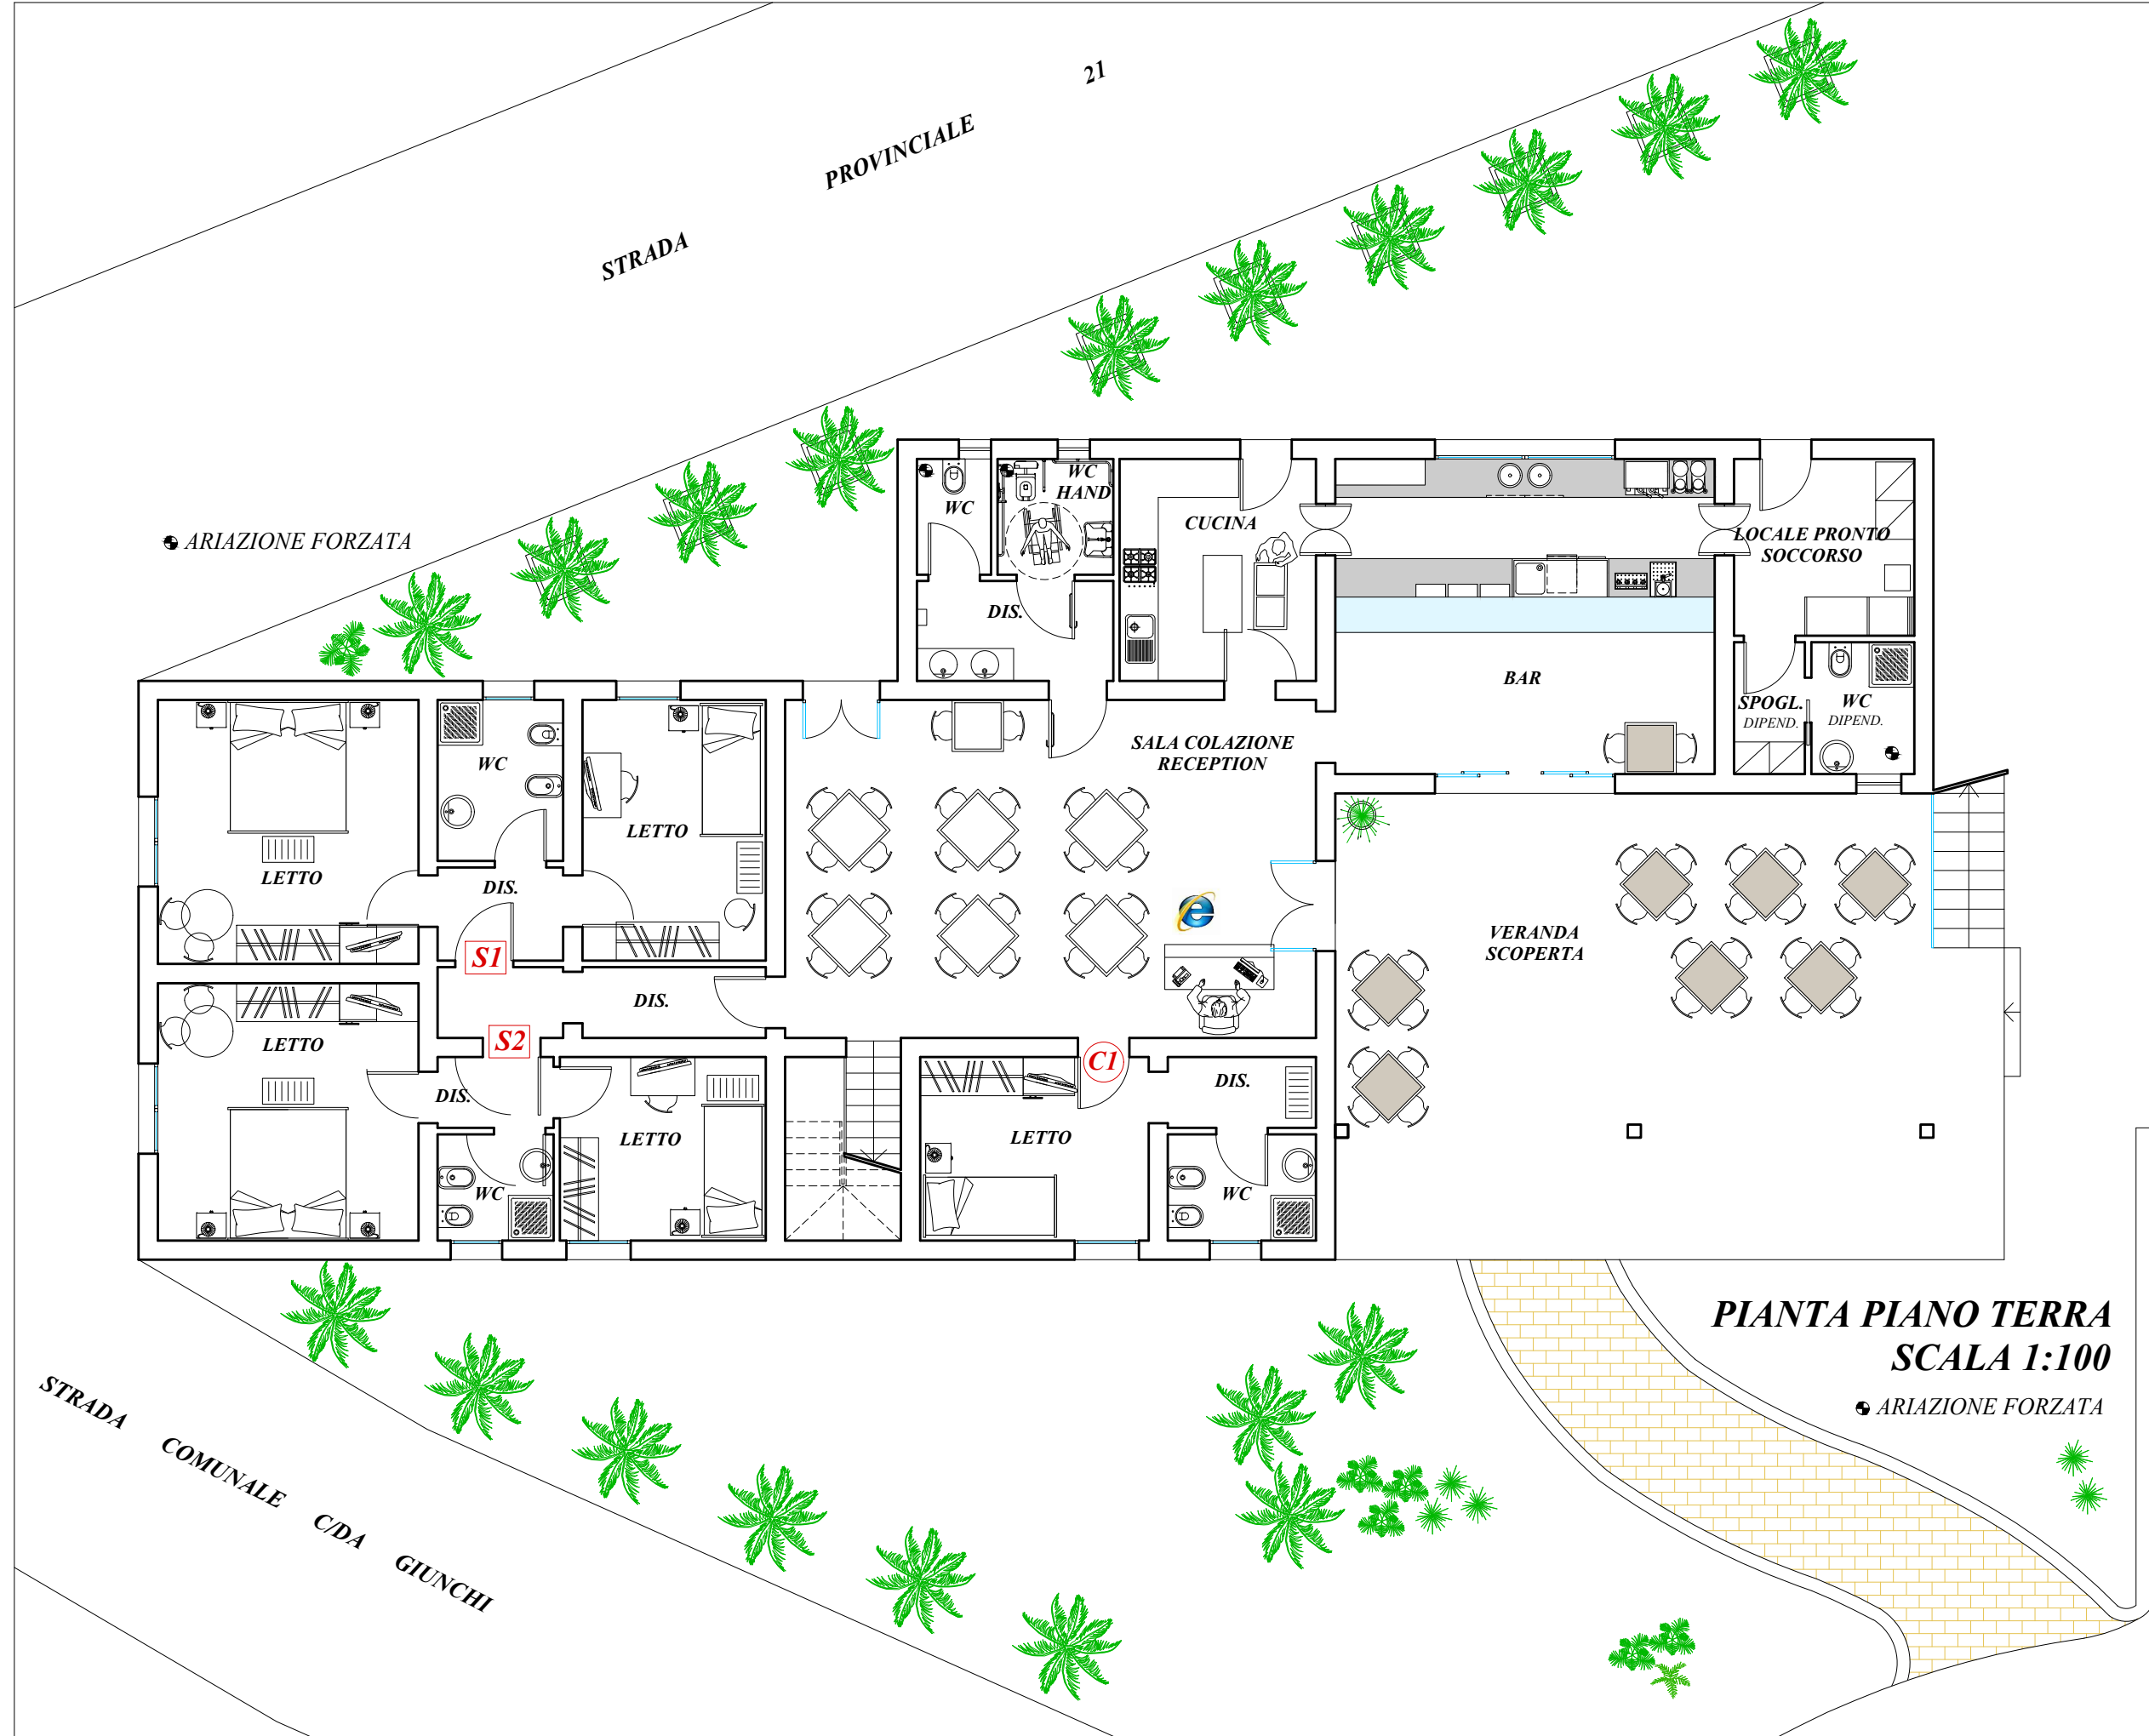 21
PROVINCIALE
STRADA
ARIAZIONE FORZATA
WC
WC
HAND
CUCINA
LOCALE PRONTO
SOCCORSO
DIS.
BAR
SPOGL.
DIPEND.
WC
DIPEND.
SALA COLAZIONE
RECEPTION
WC
LETTO
LETTO
DIS.
S1
VERANDA
SCOPERTA
DIS.
S2
LETTO
C1
DIS.
DIS.
LETTO
LETTO
WC
WC
PIANTA PIANO TERRA
SCALA 1:100
ARIAZIONE FORZATA
STRADA COMUNALE C/DA GIUNCHI